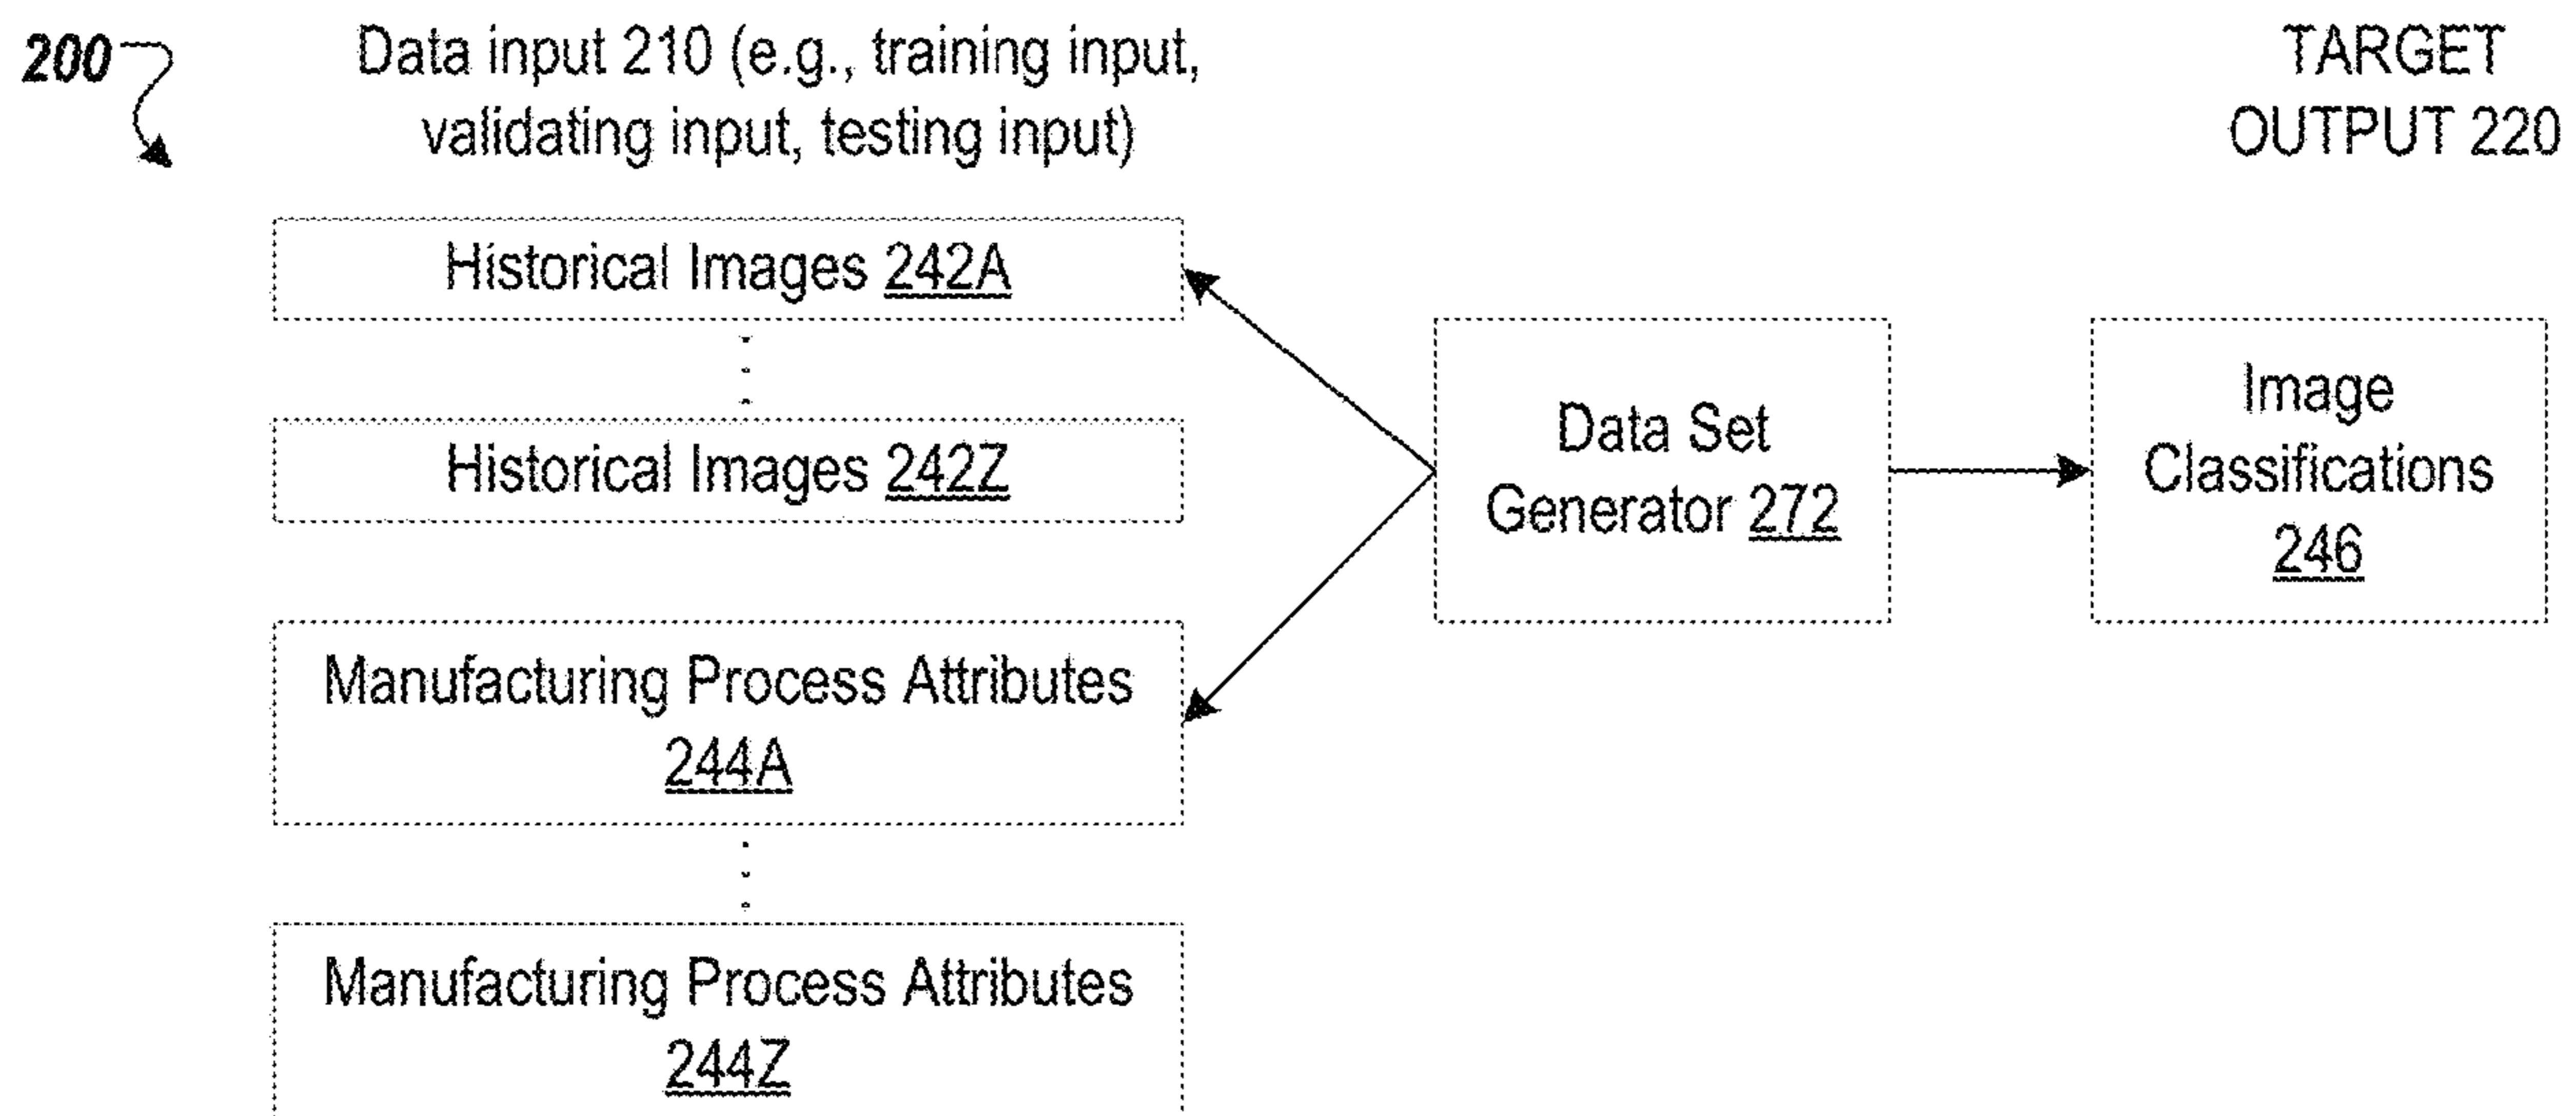 200
Data input 210 (e.g., training input,
validating input, testing input)
TARGET
OUTPUT 220
Historical Images 242A
Historical Images 242Z
Data Set
Generator 272
Image
Classifications
246
Manufacturing Process Attributes
244A
Manufacturing Process Attributes
244Z